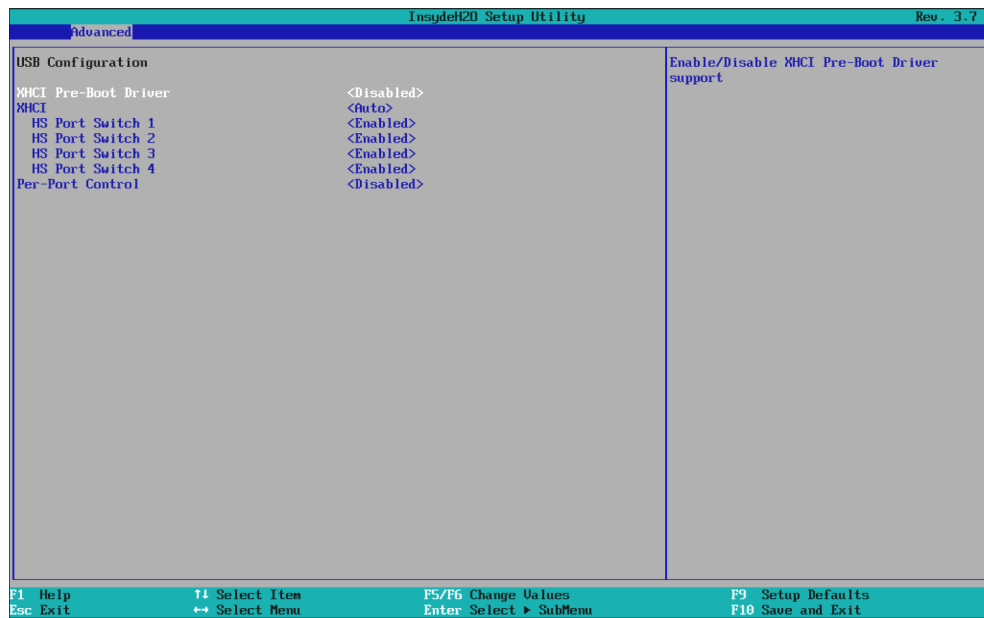 InsydeH2O Setup Utility Rev. 3.7
Advanced
USB Configuration
XHCI Pre-Boot Driver <Disabled>
XHCI <Auto>
HS Port Switch 1 <Enabled>
HS Port Switch 2 <Enabled>
HS Port Switch 3 <Enabled>
HS Port Switch 4 <Enabled>
Per-Port Control <Disabled>
Enable/Disable XHCI Pre-Boot Driver
support
F1 Help ↑↓ Select Item F5/F6 Change Values F9 Setup Defaults
Esc Exit ↔ Select Menu Enter Select ▶ SubMenu F10 Save and Exit